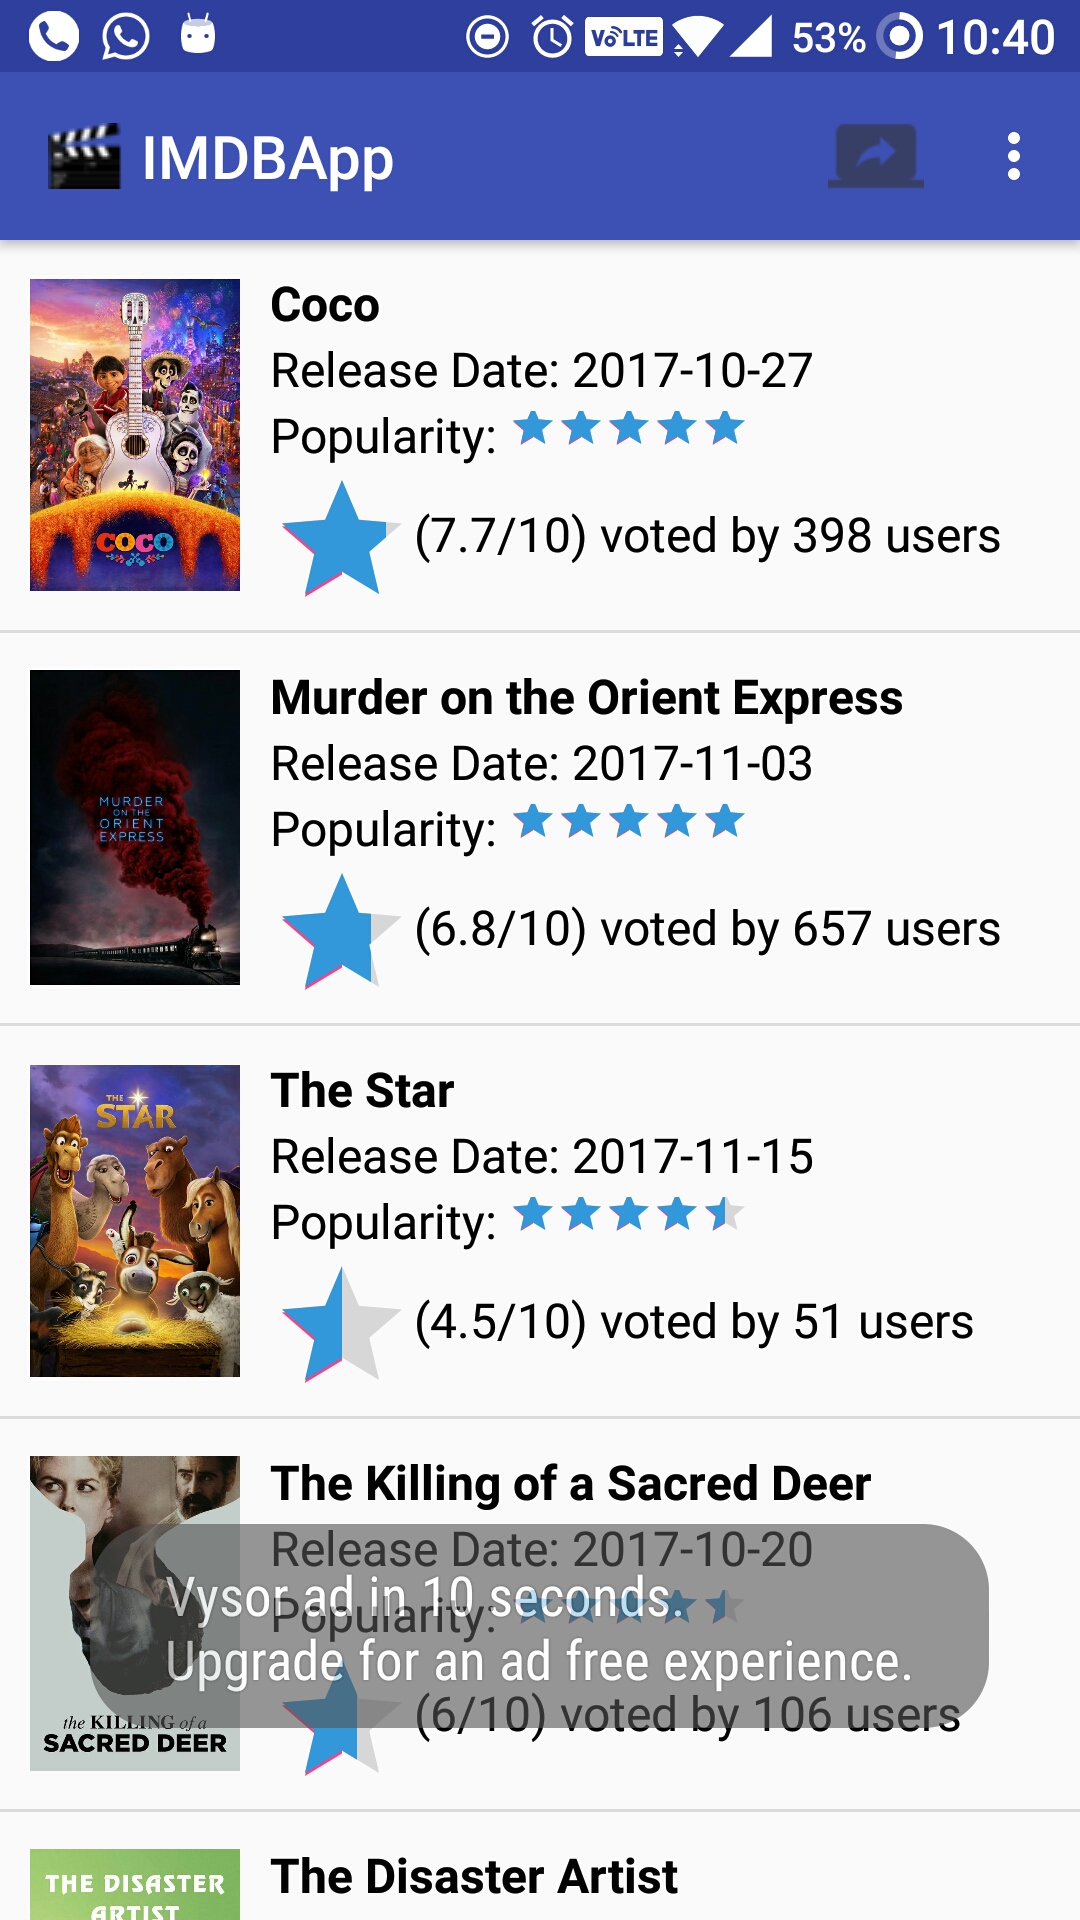 VoLTE 53% 10:40
IMDBApp
Coco
Release Date: 2017-10-27
Popularity:
(7.7/10) voted by 398 users
COCO
Murder on the Orient Express
Release Date: 2017-11-03
Popularity:
(6.8/10) voted by 657 users
MURDER
ON THE
ORIENT
EXPRESS
The Star
Release Date: 2017-11-15
Popularity:
(4.5/10) voted by 51 users
THE
STAR
The Killing of a Sacred Deer
Release Date: 2017-10-20
Popularity:
(6/10) voted by 106 users
the KILLING of a
SACRED DEER
Vysor ad in 10 seconds.
Upgrade for an ad free experience.
The Disaster Artist
THE DISASTER
ARTIST